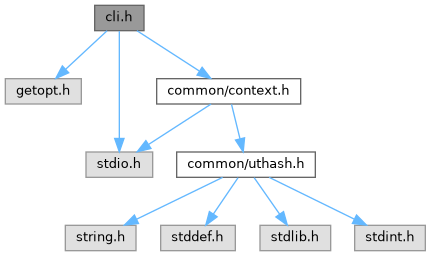 cli.h
getopt.h
common/context.h
stdio.h
common/uthash.h
string.h
stddef.h
stdlib.h
stdint.h